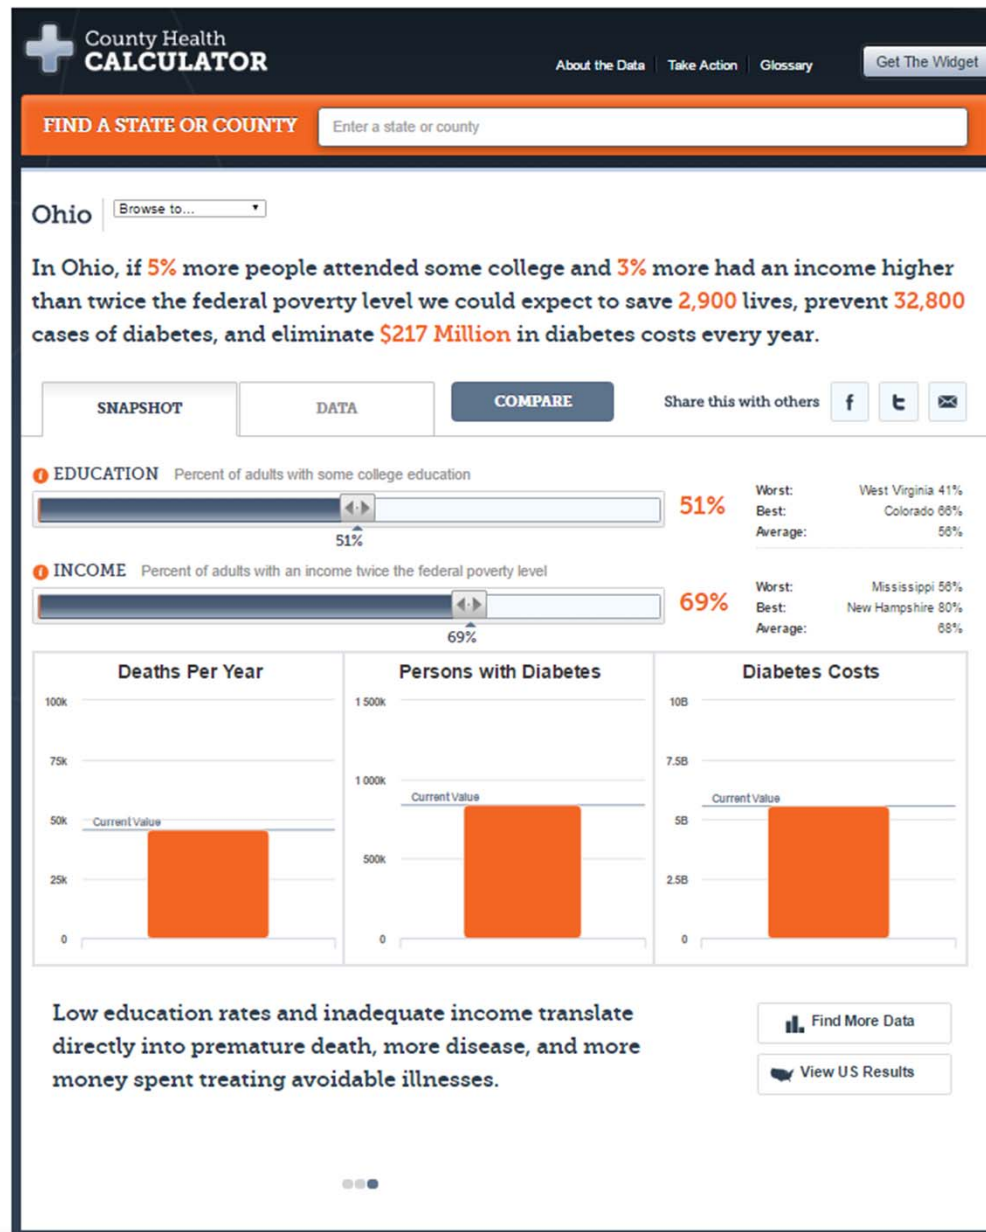 County Health
CALCULATOR
About the Data
Take Action
Glossary
Get The Widget
FIND A STATE OR COUNTY
Enter a state or county
Ohio
Browse to...
In Ohio, if 5% more people attended some college and 3% more had an income higher
than twice the federal poverty level we could expect to save 2,900 lives, prevent 32,800
cases of diabetes, and eliminate $217 Million in diabetes costs every year.
SNAPSHOT
DATA
COMPARE
Share this with others
EDUCATION Percent of adults with some college education
51%
51%
Worst: West Virginia 41%
Best: Colorado 66%
Average: 56%
INCOME Percent of adults with an income twice the federal poverty level
69%
69%
Worst: Mississippi 56%
Best: New Hampshire 80%
Average: 68%
Deaths Per Year
100k
75k
50k
25k
0
Current Value
Persons with Diabetes
1 500k
1 000k
500k
0
Current Value
Diabetes Costs
10B
7.5B
5B
2.5B
0
Current Value
Low education rates and inadequate income translate
directly into premature death, more disease, and more
money spent treating avoidable illnesses.
Find More Data
View US Results